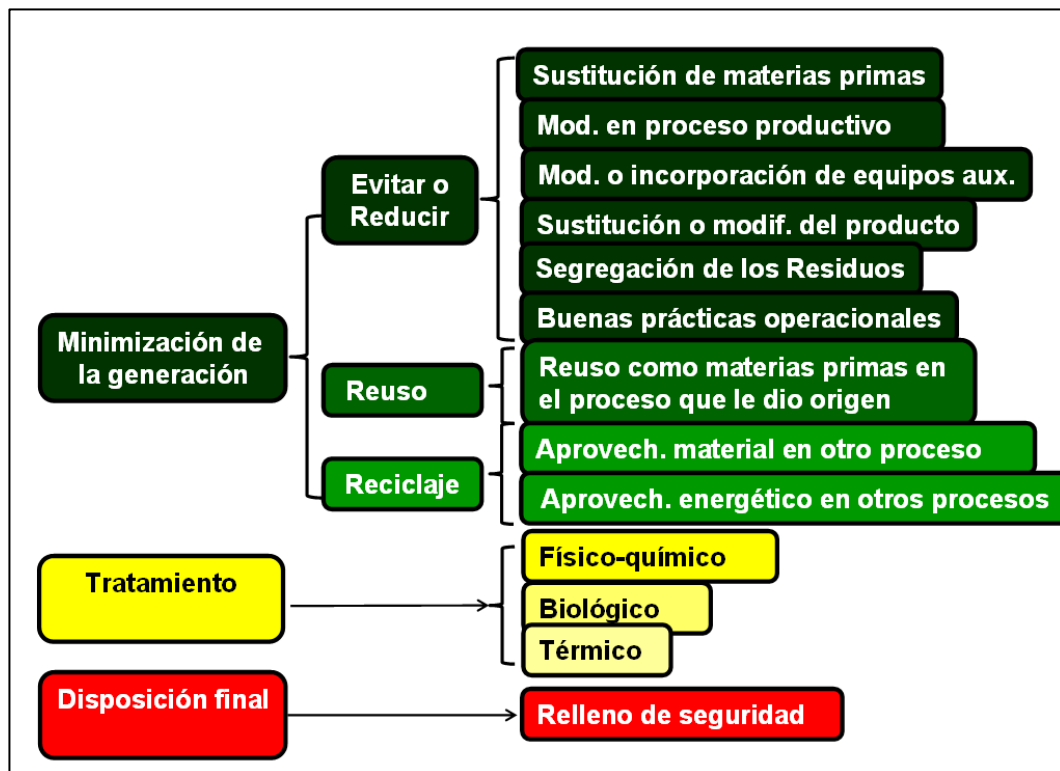 Sustitución de materias primas
Mod. en proceso productivo
Evitar o
Reducir
Mod. o incorporación de equipos aux.
Sustitución o modif. del producto
Segregación de los Residuos
Buenas prácticas operacionales
Minimización de
la generación
Reuso
Reuso como materias primas en
el proceso que le dio origen
Reciclaje
Aprovech. material en otro proceso
Aprovech. energético en otros procesos
Tratamiento
Físico-químico
Biológico
Térmico
Disposición final
Relleno de seguridad